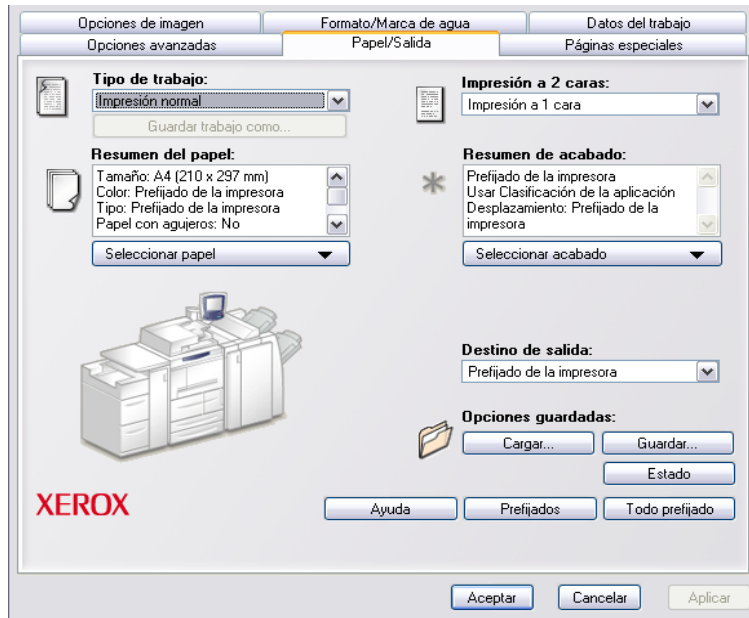 Opciones de imagen
Formato/Marca de agua
Datos del trabajo
Opciones avanzadas
Papel/Salida
Páginas especiales
Tipo de trabajo:
Impresión normal
Guardar trabajo como...
Impresión a 2 caras:
Impresión a 1 cara
Resumen del papel:
Tamaño: A4 (210 x 297 mm)
Color: Prefijado de la impresora
Tipo: Prefijado de la impresora
Papel con agujeros: No
Seleccionar papel
Resumen de acabado:
Prefijado de la impresora
Usar Clasificación de la aplicación
Desplazamiento: Prefijado de la
impresora
Seleccionar acabado
Destino de salida:
Prefijado de la impresora
Opciones guardadas:
Cargar...
Guardar...
Estado
XEROX
Ayuda
Prefijados
Todo prefijado
Aceptar
Cancelar
Aplicar